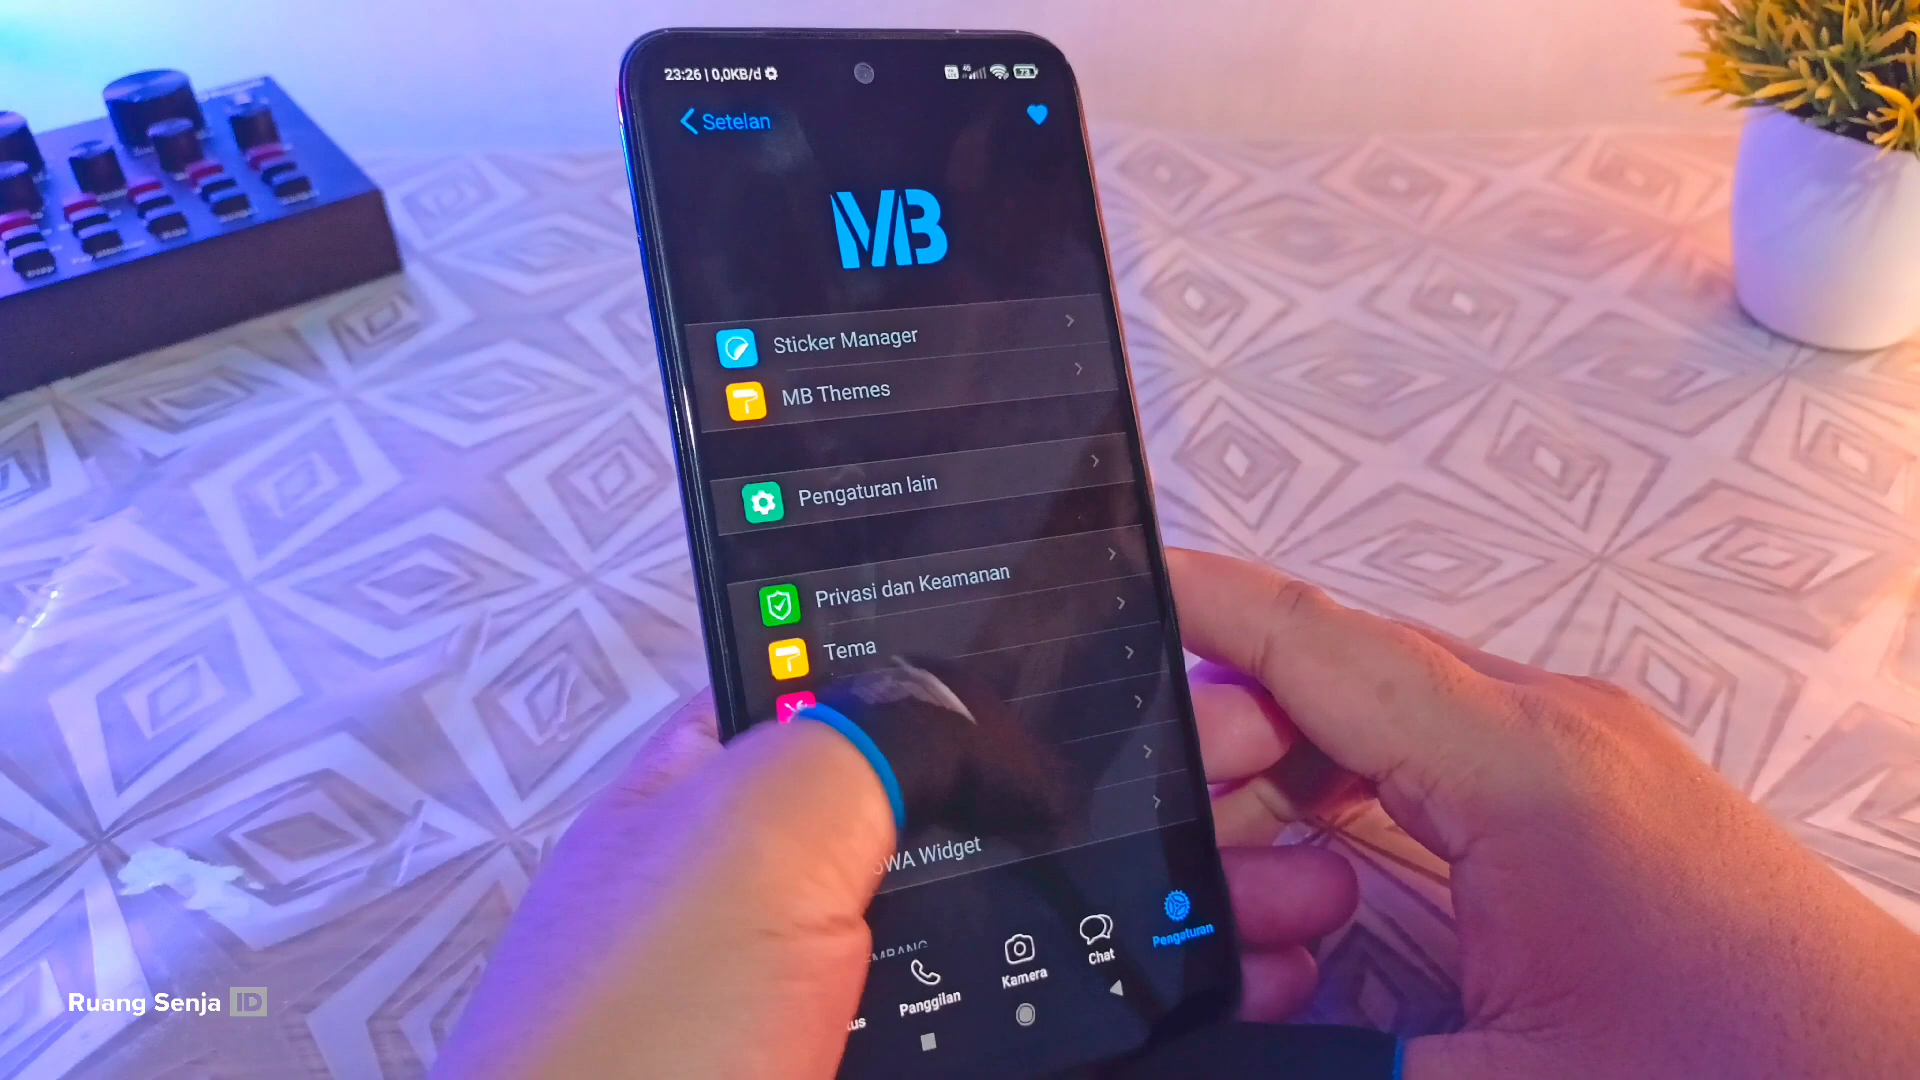 23:26 | 0,0KB/d
73
Setelan
MB
Sticker Manager
MB Themes
Pengaturan lain
Privasi dan Keamanan
Tema
WA Widget
Panggilan
Kamera
Chat
Pengaturan
Ruang Senja ID